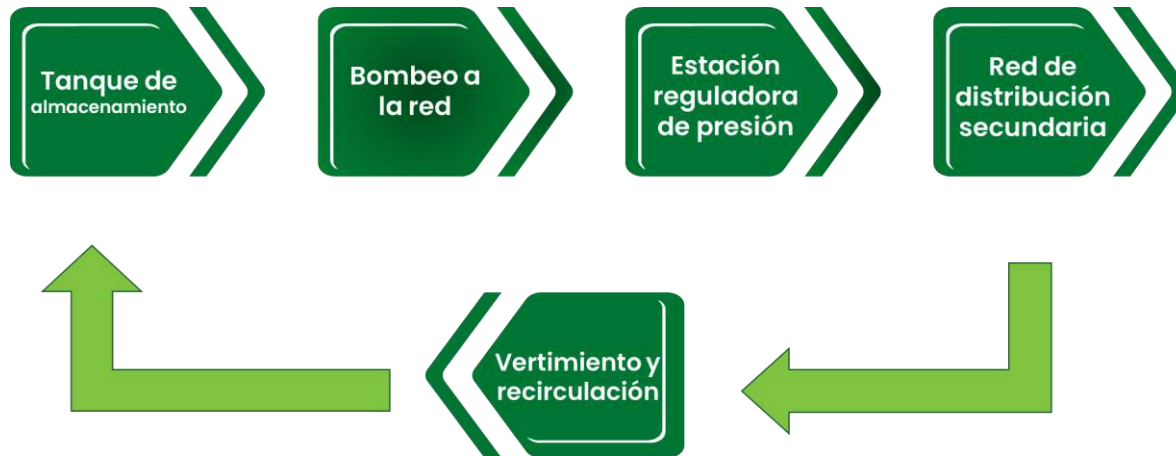 Tanque de
almacenamiento
Bombeo a
la red
Estación
reguladora
de presión
Red de
distribución
secundaria
Vertimiento y
recirculación